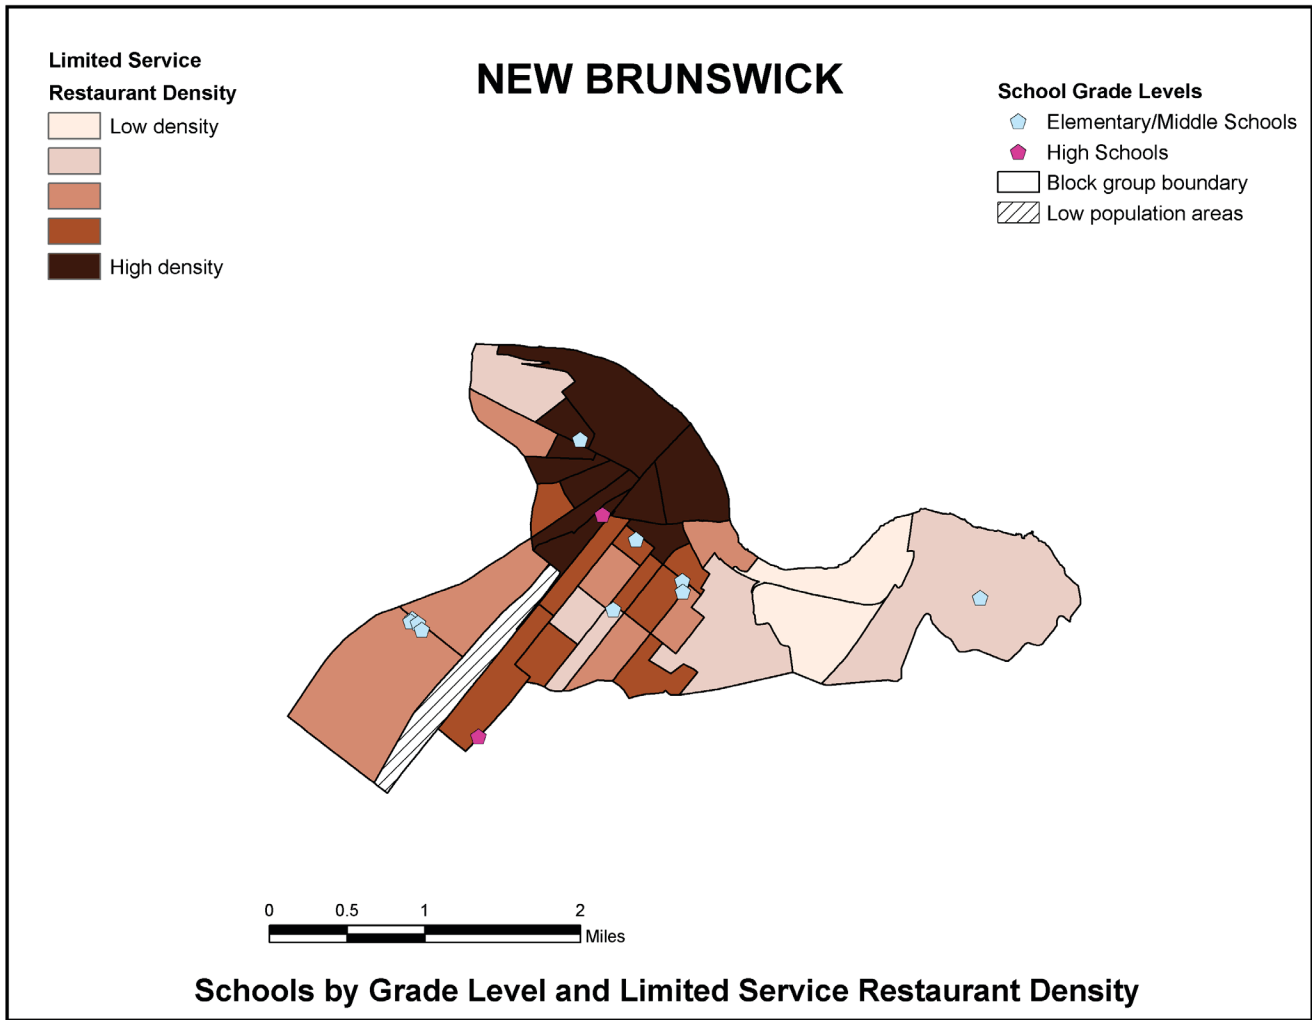 NEW BRUNSWICK
Limited Service
Restaurant Density
Low density
High density
School Grade Levels
Elementary/Middle Schools
High Schools
Block group boundary
Low population areas
0 0.5 1 2
Miles
Schools by Grade Level and Limited Service Restaurant Density